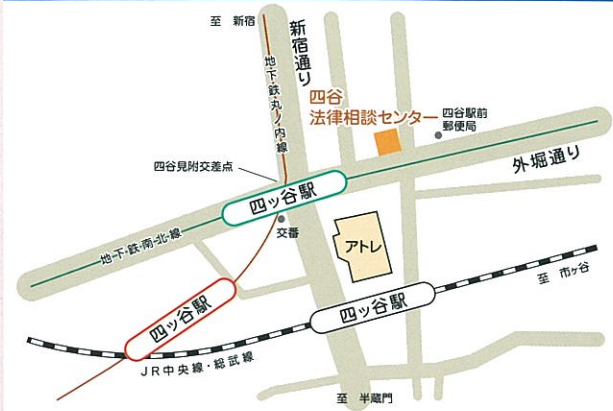 至 新宿
新宿通り
地下鉄丸ノ内線
四谷
法律相談センター
四谷駅前
郵便局
外堀通り
四谷見附交差点
四ッ谷駅
交番
アトレ
地下鉄南北線
四ッ谷駅
四ッ谷駅
至 市ヶ谷
JR中央線・総武線
至 半蔵門